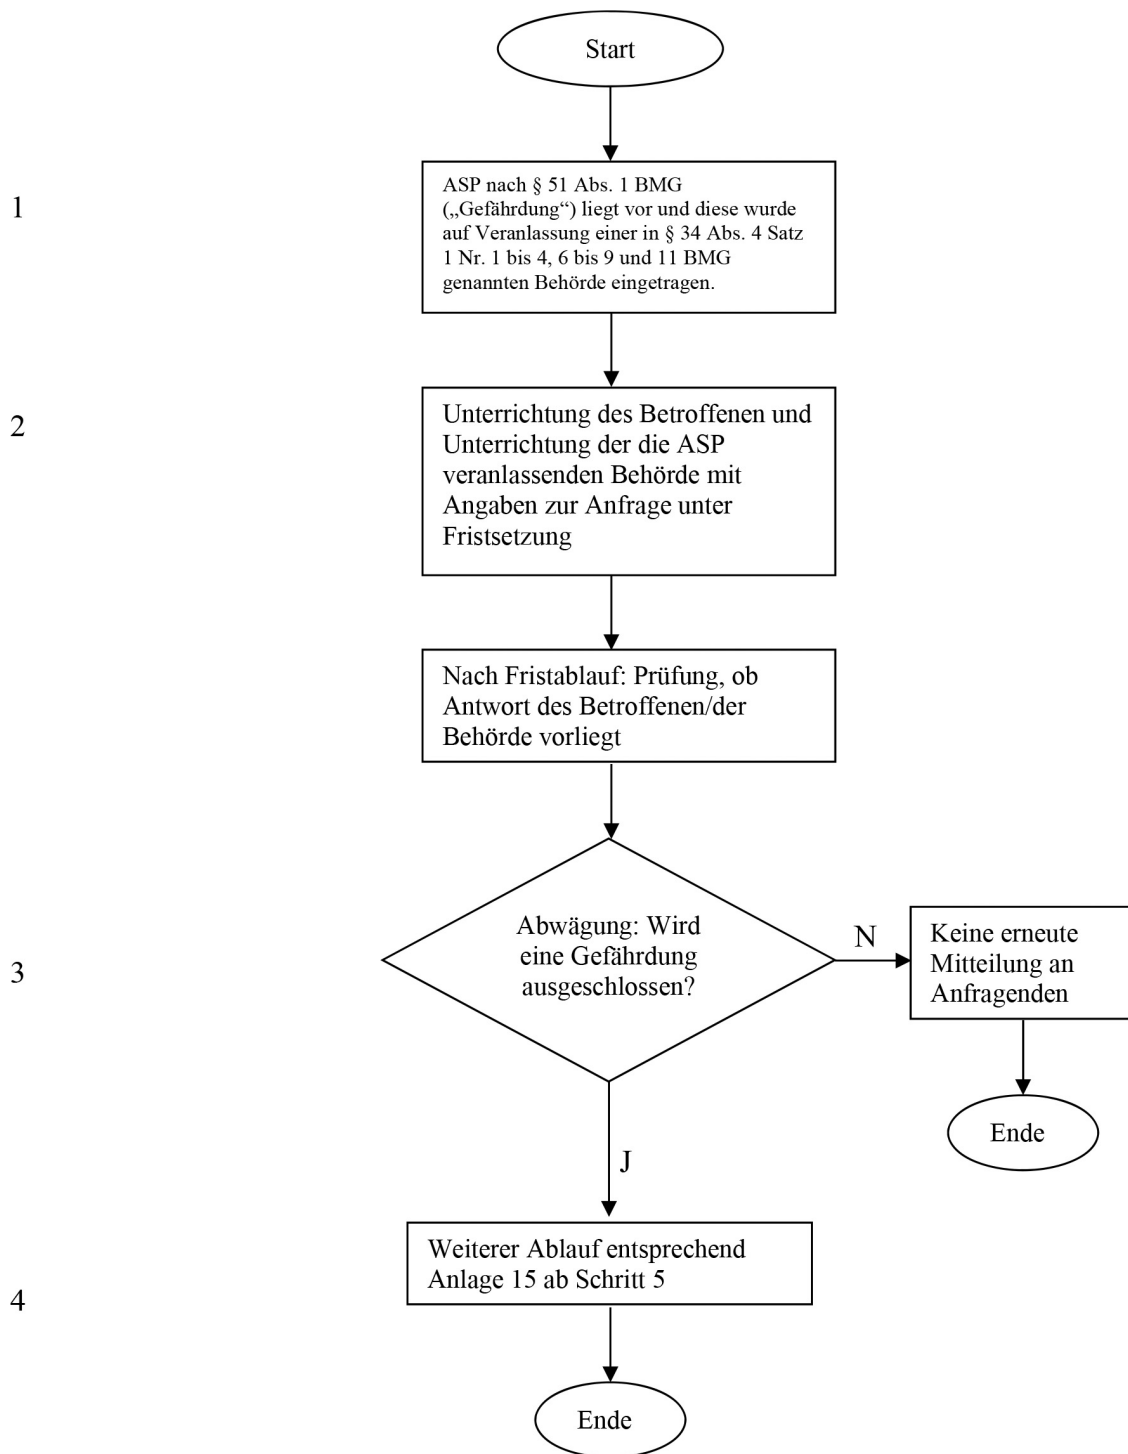 Start
1
ASP nach § 51 Abs. 1 BMG
(„Gefährdung“) liegt vor und diese wurde
auf Veranlassung einer in § 34 Abs. 4 Satz
1 Nr. 1 bis 4, 6 bis 9 und 11 BMG
genannten Behörde eingetragen.
2
Unterrichtung des Betroffenen und
Unterrichtung der die ASP
veranlassenden Behörde mit
Angaben zur Anfrage unter
Fristsetzung
Nach Fristablauf: Prüfung, ob
Antwort des Betroffenen/der
Behörde vorliegt
3
Abwägung: Wird
eine Gefährdung
ausgeschlossen?
N
Keine erneute
Mitteilung an
Anfragenden
Ende
J
4
Weiterer Ablauf entsprechend
Anlage 15 ab Schritt 5
Ende